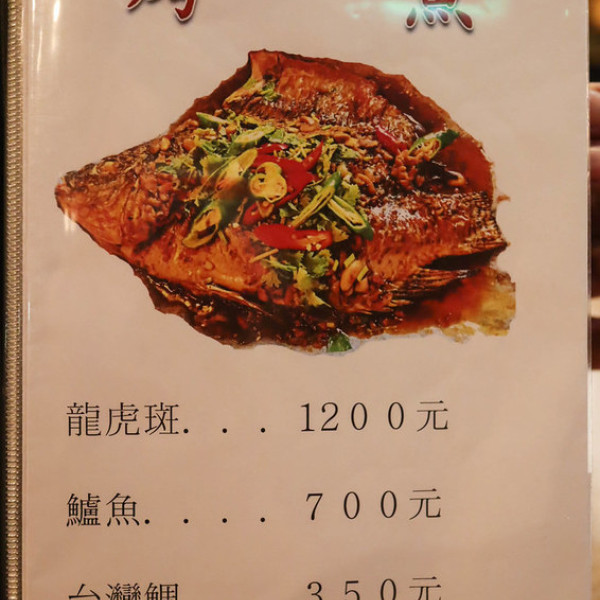 魚
龍虎斑. . . 1200元
鱸魚. . . . 700元
台灣鯛 350元